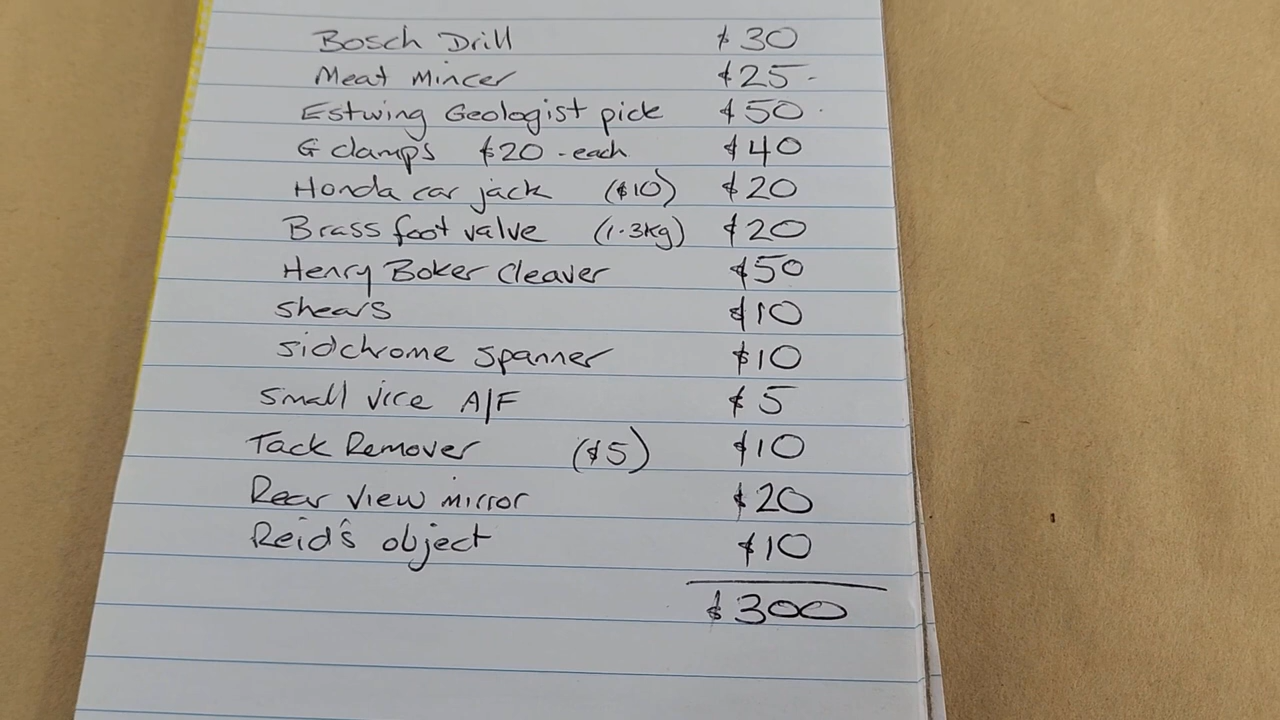 Bosch Drill $30
Meat Mincer $25-
Estwing Geologist pick $50
G clamps $20 - each $40
Honda car jack ($10) $20
Brass foot valve (1.3kg) $20
Henry Boker Cleaver $50
shears $10
sidchrome spanner $10
Small vice A/F $5
Tack Remover ($5) $10
Rear view mirror $20
Reid's object $10
$300